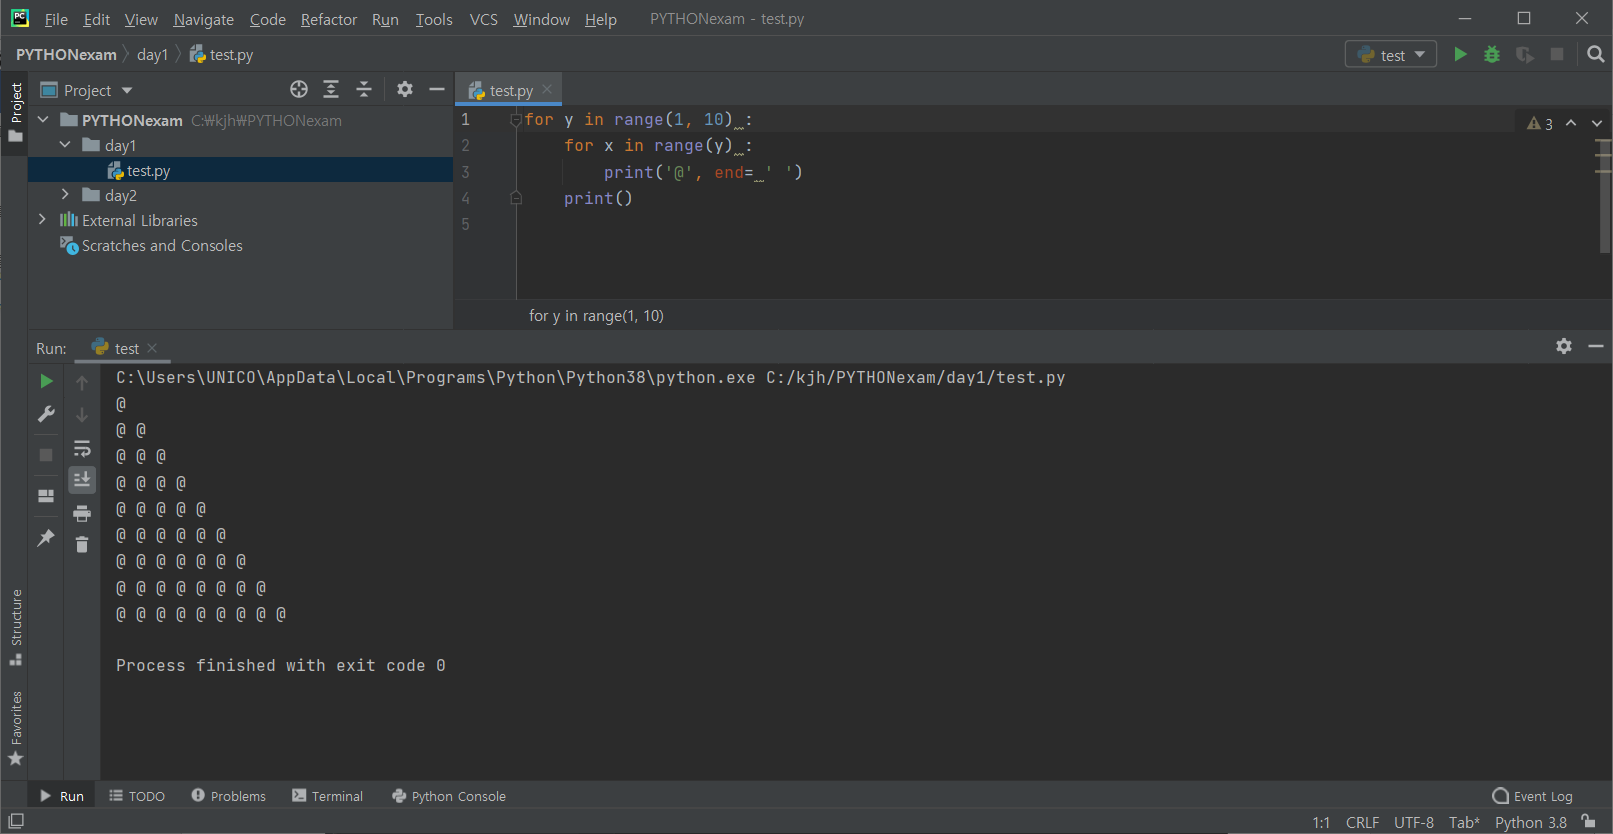 PC File Edit View Navigate Code Refactor Run Tools VCS Window Help PYTHONexam - test.py
PYTHONexam day1 test.py test
Project
Project
test.py
PYTHONexam C:₩kjh₩PYTHONexam
day1
test.py
day2
External Libraries
Scratches and Consoles
1 for y in range(1, 10) :
2 for x in range(y) :
3 print('@', end= ' ')
4 print()
5
3
for y in range(1, 10)
Run: test
C:\Users\UNICO\AppData\Local\Programs\Python\Python38\python.exe C:/kjh/PYTHONexam/day1/test.py
@
@ @
@ @ @
@ @ @ @
@ @ @ @ @
@ @ @ @ @ @
@ @ @ @ @ @ @
@ @ @ @ @ @ @ @
@ @ @ @ @ @ @ @ @
Process finished with exit code 0
Structure
Favorites
Run TODO Problems Terminal Python Console Event Log
1:1 CRLF UTF-8 Tab* Python 3.8